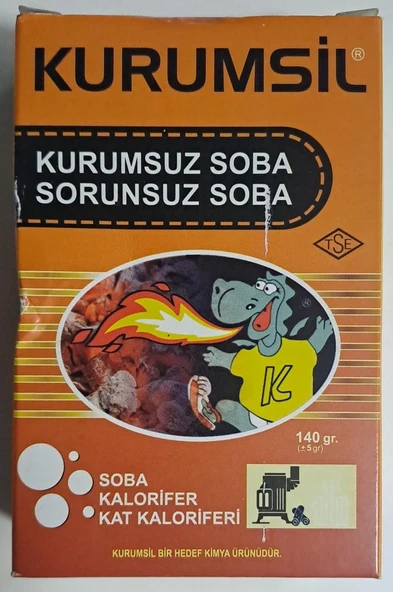 KURUMSİL®
KURUMSUZ SOBA
SORUNSUZ SOBA
TSE
®
K
140 gr.
(±5gr)
SOBA
KALORİFER
KAT KALORİFERİ
KURUMSİL BİR HEDEF KİMYA ÜRÜNÜDÜR.